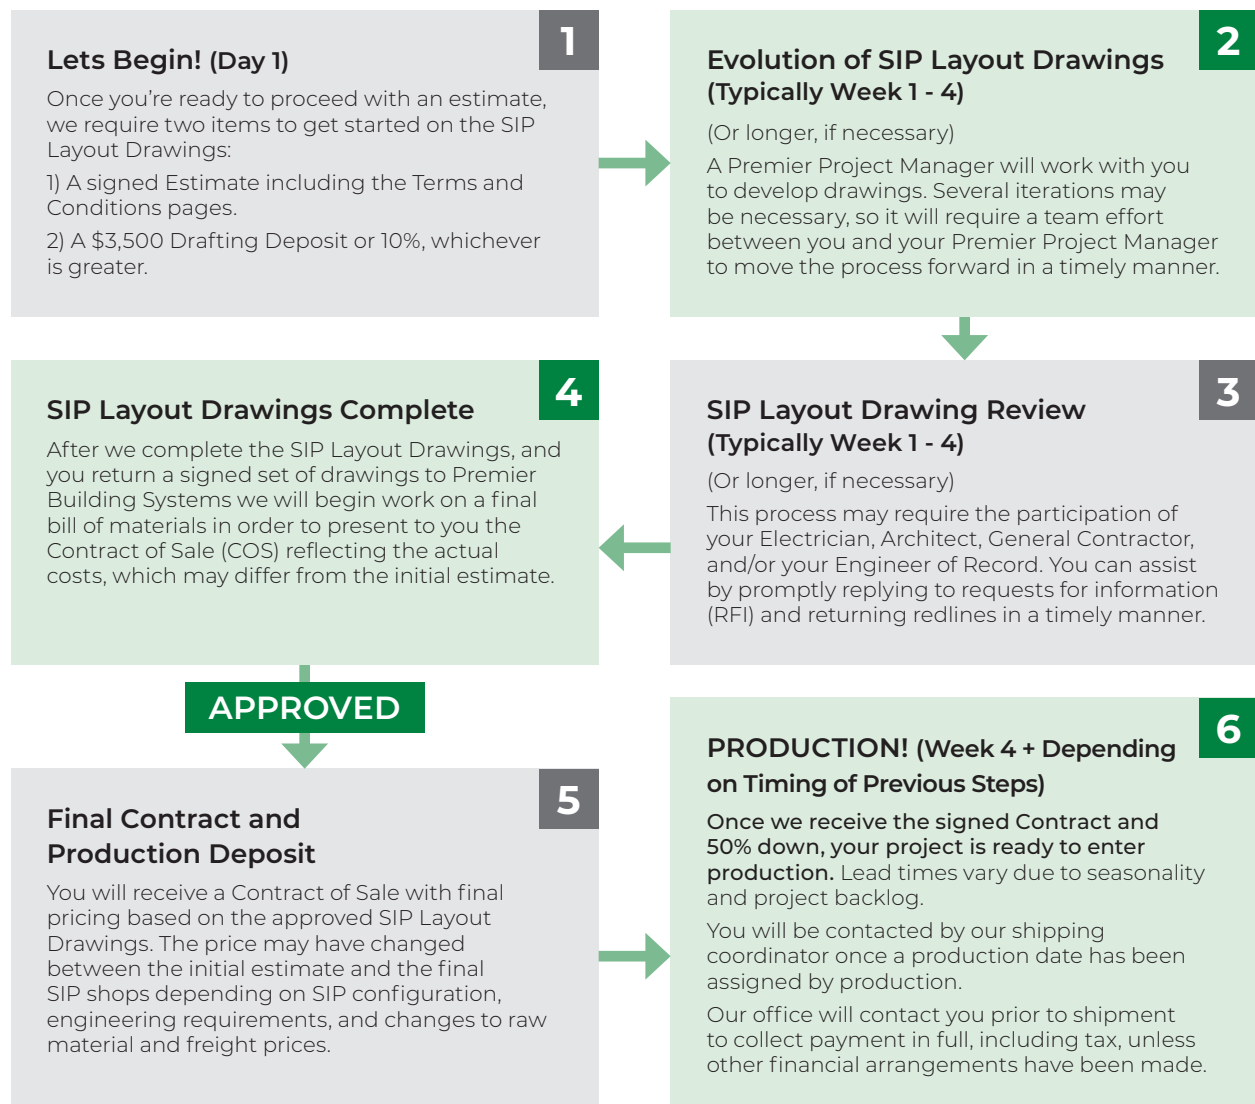 1
Lets Begin! (Day 1)
Once you're ready to proceed with an estimate,
we require two items to get started on the SIP
Layout Drawings:
1) A signed Estimate including the Terms and
Conditions pages.
2) A $3,500 Drafting Deposit or 10%, whichever
is greater.
2
Evolution of SIP Layout Drawings
(Typically Week 1 - 4)
(Or longer, if necessary)
A Premier Project Manager will work with you
to develop drawings. Several iterations may
be necessary, so it will require a team effort
between you and your Premier Project Manager
to move the process forward in a timely manner.
3
SIP Layout Drawing Review
(Typically Week 1 - 4)
(Or longer, if necessary)
This process may require the participation of
your Electrician, Architect, General Contractor,
and/or your Engineer of Record. You can assist
by promptly replying to requests for information
(RFI) and returning redlines in a timely manner.
4
SIP Layout Drawings Complete
After we complete the SIP Layout Drawings, and
you return a signed set of drawings to Premier
Building Systems we will begin work on a final
bill of materials in order to present to you the
Contract of Sale (COS) reflecting the actual
costs, which may differ from the initial estimate.
APPROVED
5
Final Contract and
Production Deposit
You will receive a Contract of Sale with final
pricing based on the approved SIP Layout
Drawings. The price may have changed
between the initial estimate and the final
SIP shops depending on SIP configuration,
engineering requirements, and changes to raw
material and freight prices.
6
PRODUCTION! (Week 4 + Depending
on Timing of Previous Steps)
Once we receive the signed Contract and
50% down, your project is ready to enter
production. Lead times vary due to seasonality
and project backlog.
You will be contacted by our shipping
coordinator once a production date has been
assigned by production.
Our office will contact you prior to shipment
to collect payment in full, including tax, unless
other financial arrangements have been made.